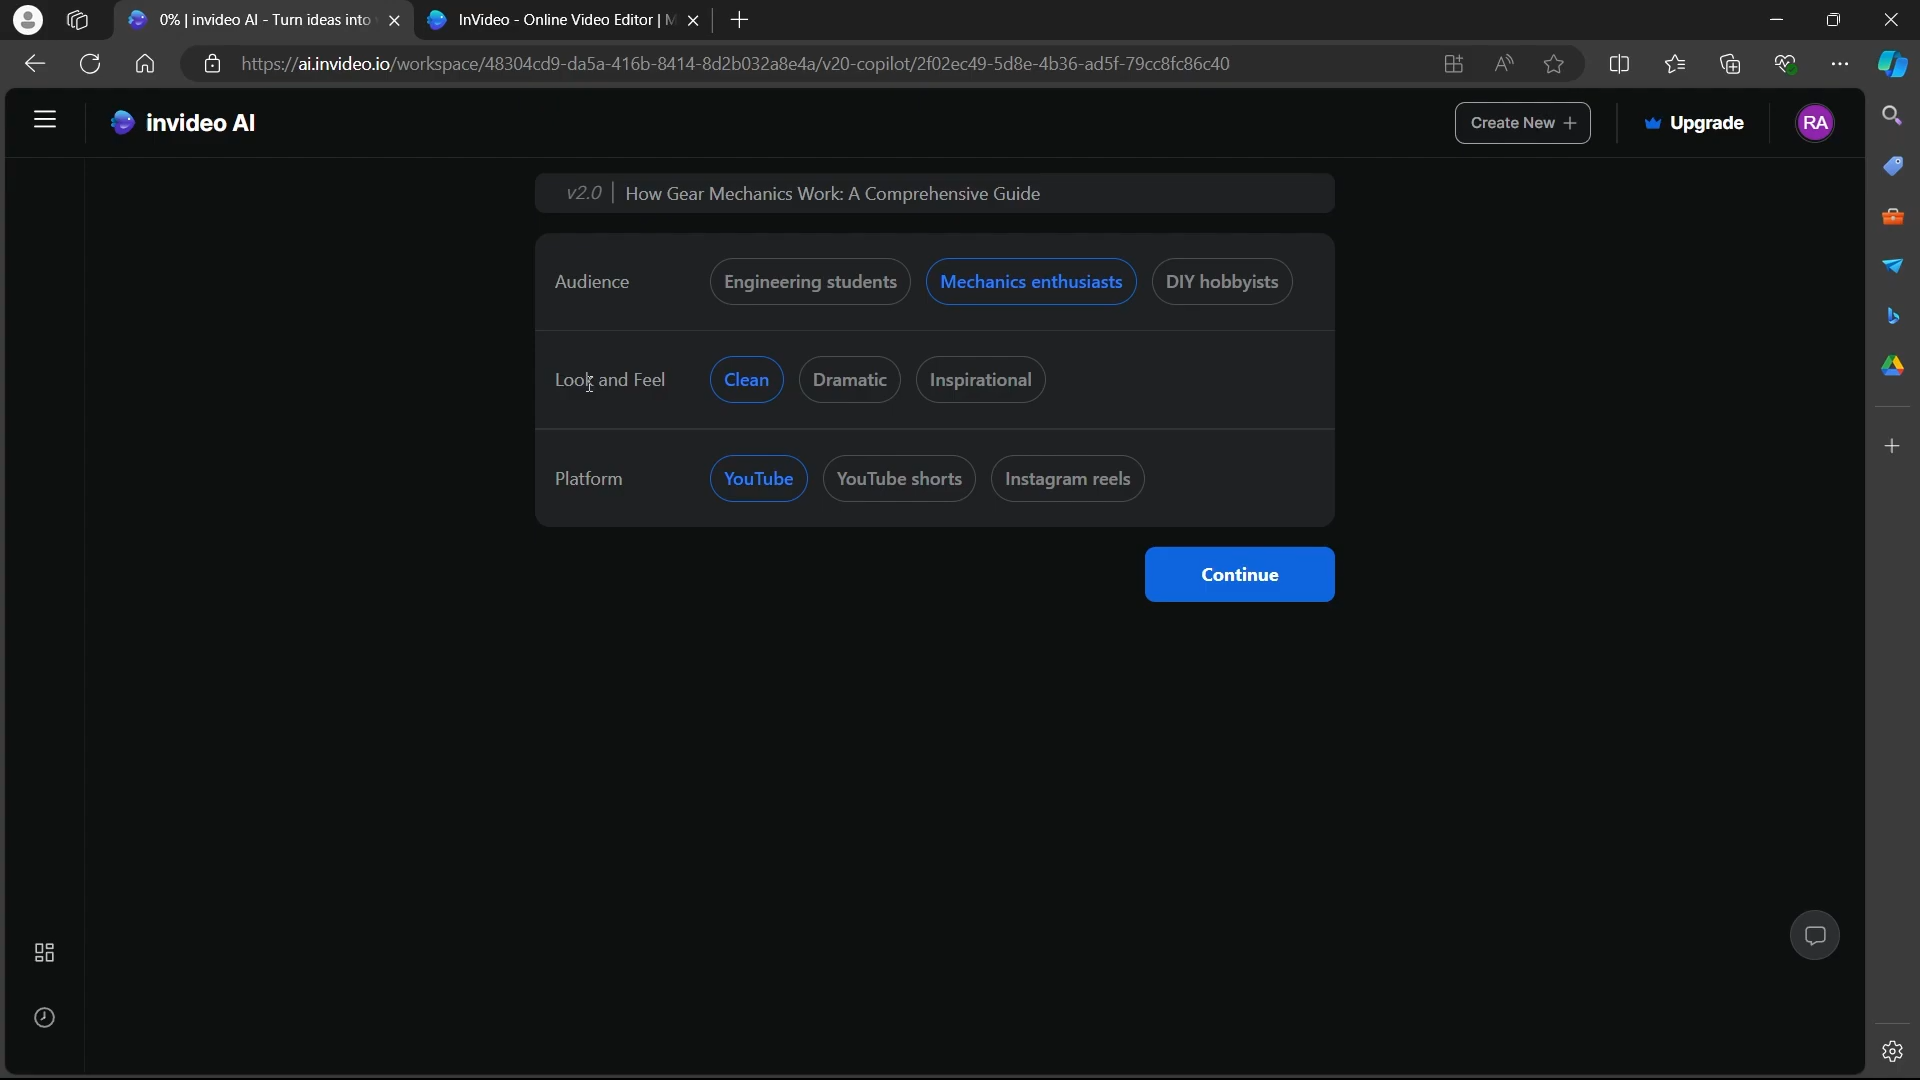 0% | invideo AI - Turn ideas into
InVideo - Online Video Editor | M
https://ai.invideo.io/workspace/48304cd9-da5a-416b-8414-8d2b032a8e4a/v20-copilot/2f02ec49-5d8e-4b36-ad5f-79cc8fc86c40
invideo AI
Create New +
Upgrade
RA
v2.0 | How Gear Mechanics Work: A Comprehensive Guide
Audience Engineering students Mechanics enthusiasts DIY hobbyists
Look and Feel Clean Dramatic Inspirational
Platform YouTube YouTube shorts Instagram reels
Continue